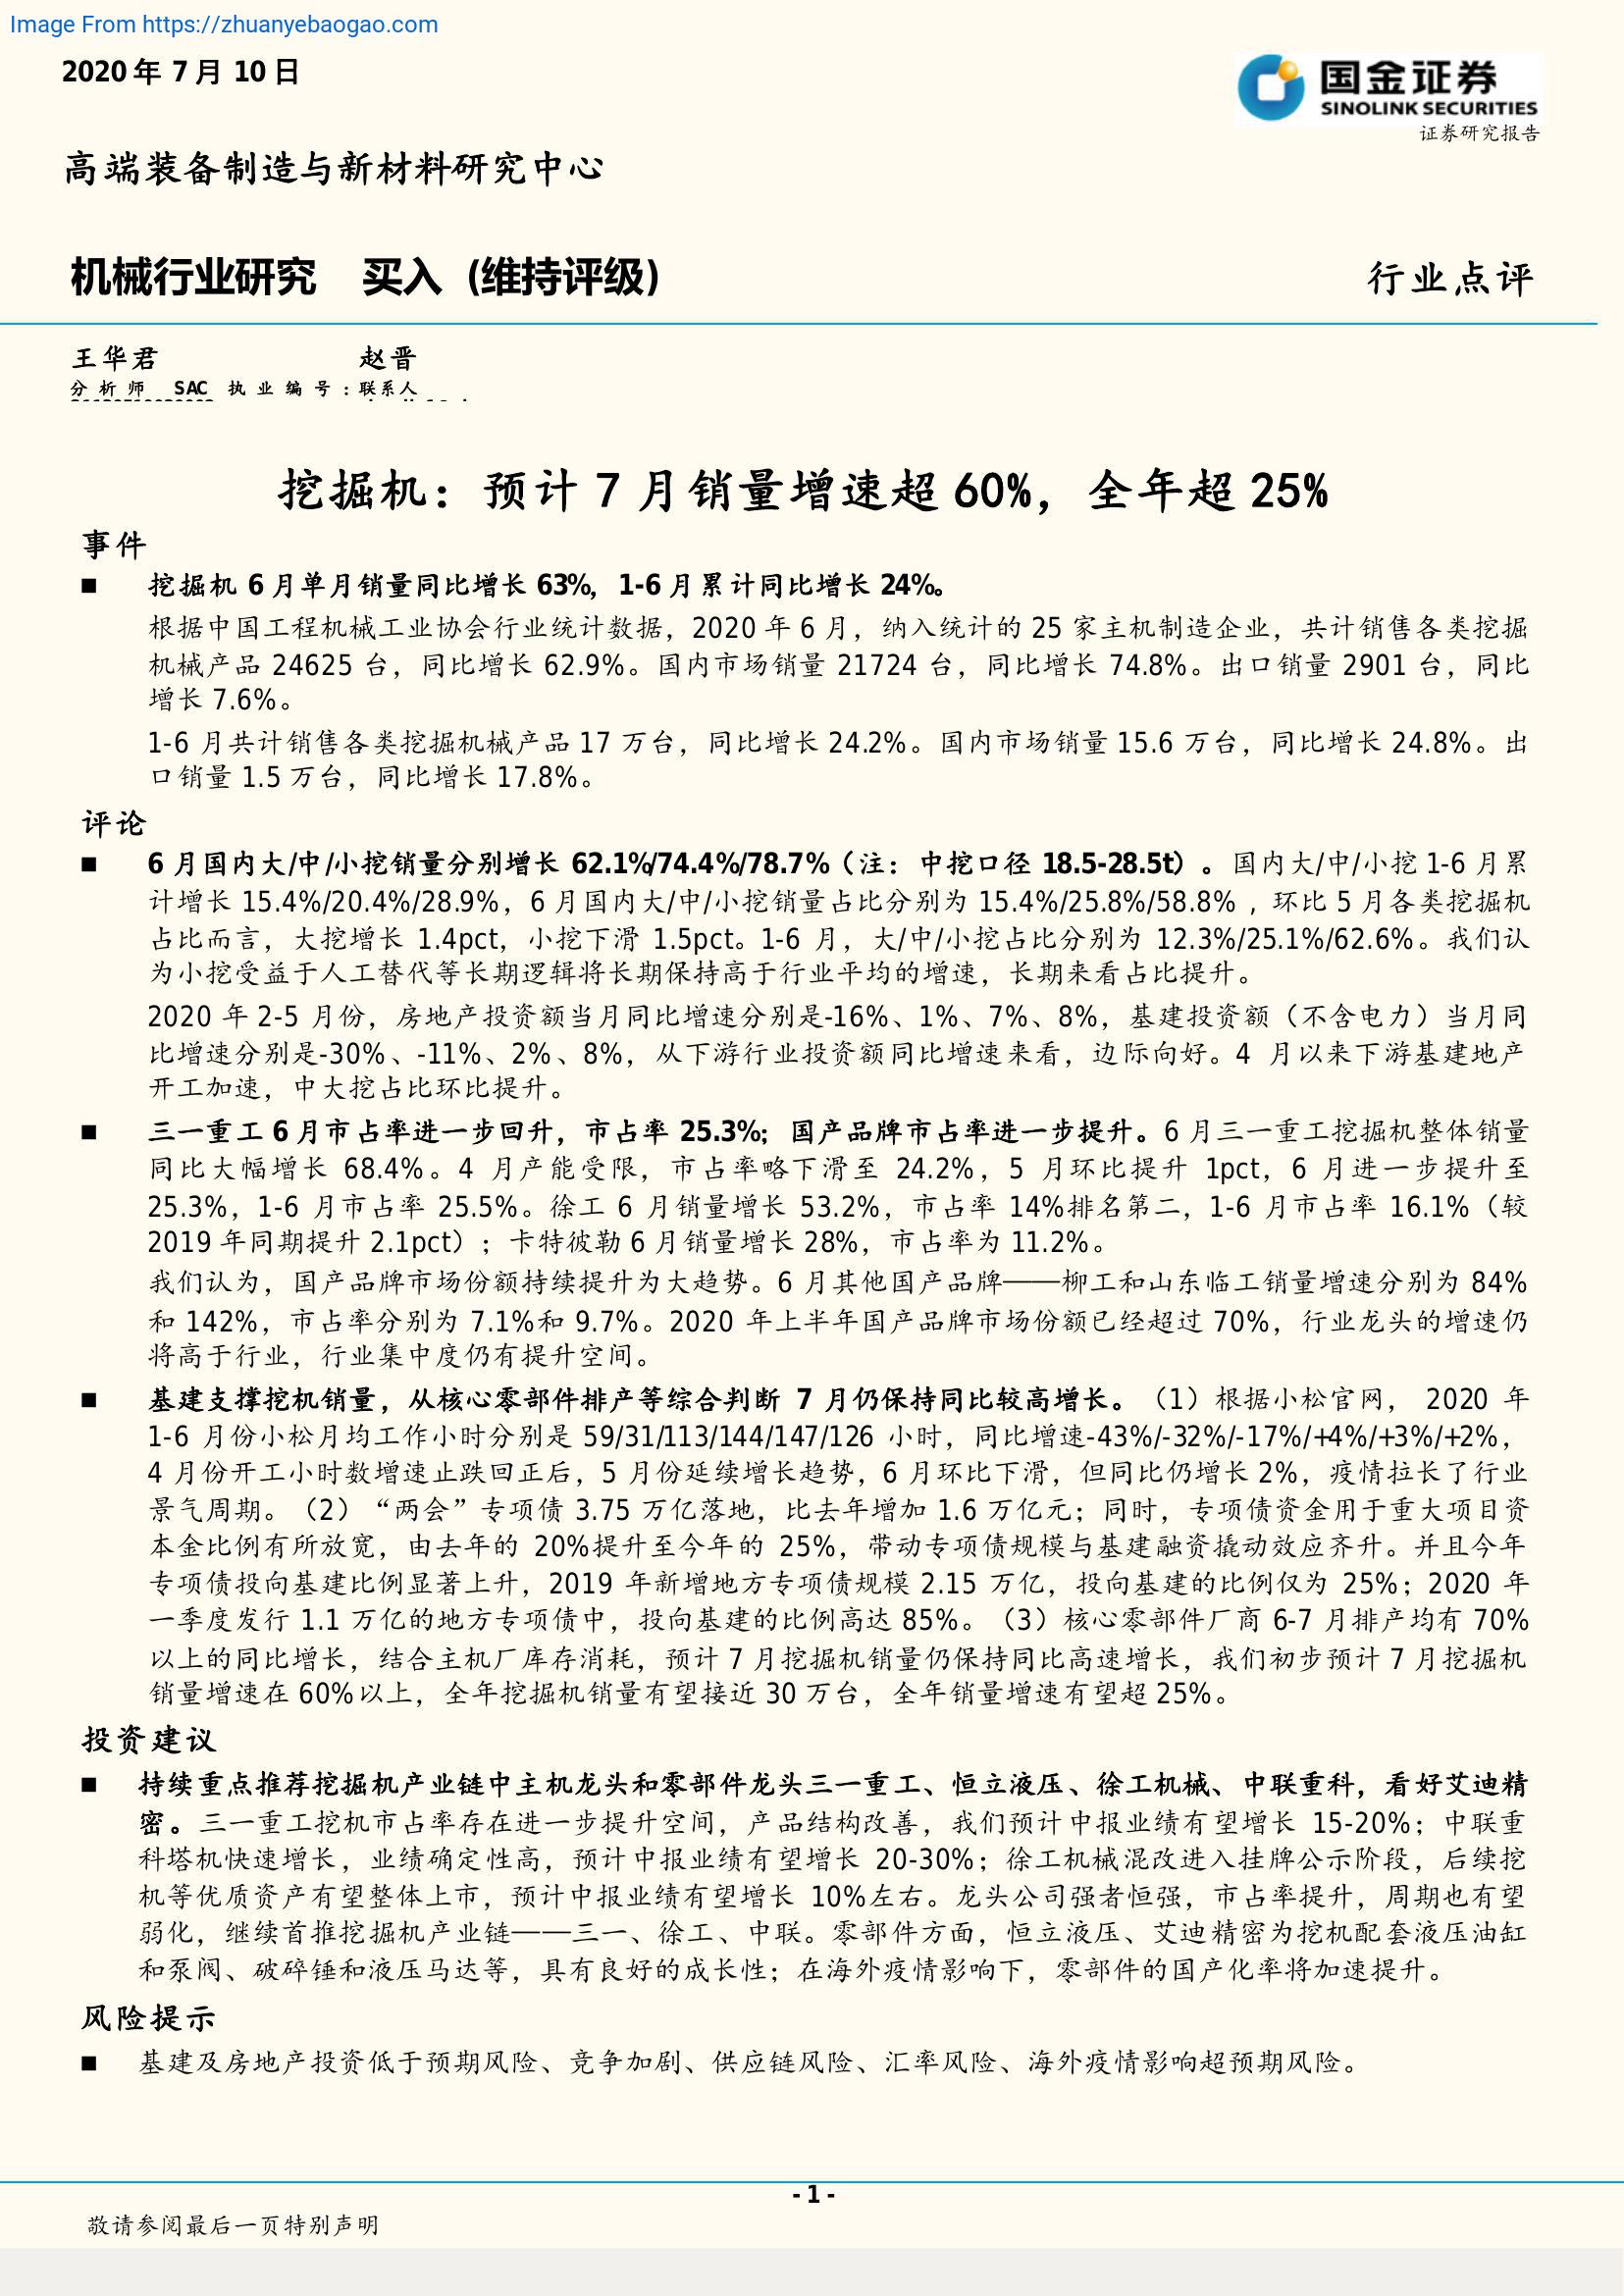 Image From https://zhuanyebaogao.com
2020 年 7 月 10 日
国金证券
SINOLINK SECURITIES
证券研究报告
高端装备制造与新材料研究中心
机械行业研究 买入 (维持评级)
行业点评
王华君 赵晋
分析师 SAC 执业编号:联系人
挖掘机：预计 7 月销量增速超 60%，全年超 25%
事件
■ 挖掘机 6 月单月销量同比增长 63%，1-6 月累计同比增长 24%。
根据中国工程机械工业协会行业统计数据，2020 年 6 月，纳入统计的 25 家主机制造企业，共计销售各类挖掘
机械产品 24625 台，同比增长 62.9%。国内市场销量 21724 台，同比增长 74.8%。出口销量 2901 台，同比
增长 7.6%。
1-6 月共计销售各类挖掘机械产品 17 万台，同比增长 24.2%。国内市场销量 15.6 万台，同比增长 24.8%。出
口销量 1.5 万台，同比增长 17.8%。
评论
■ 6 月国内大/中/小挖销量分别增长 62.1%/74.4%/78.7%（注：中挖口径 18.5-28.5t）。国内大/中/小挖 1-6 月累
计增长 15.4%/20.4%/28.9%，6 月国内大/中/小挖销量占比分别为 15.4%/25.8%/58.8%，环比 5 月各类挖掘机
占比而言，大挖增长 1.4pct，小挖下滑 1.5pct。1-6 月，大/中/小挖占比分别为 12.3%/25.1%/62.6%。我们认
为小挖受益于人工替代等长期逻辑将长期保持高于行业平均的增速，长期来看占比提升。
2020 年 2-5 月份，房地产投资额当月同比增速分别是-16%、1%、7%、8%，基建投资额（不含电力）当月同
比增速分别是-30%、-11%、2%、8%，从下游行业投资额同比增速来看，边际向好。4 月以来下游基建地产
开工加速，中大挖占比环比提升。
■ 三一重工 6 月市占率进一步回升，市占率 25.3%；国产品牌市占率进一步提升。6 月三一重工挖掘机整体销量
同比大幅增长 68.4%。4 月产能受限，市占率略下滑至 24.2%，5 月环比提升 1pct，6 月进一步提升至
25.3%，1-6 月市占率 25.5%。徐工 6 月销量增长 53.2%，市占率 14%排名第二，1-6 月市占率 16.1%（较
2019 年同期提升 2.1pct）；卡特彼勒 6 月销量增长 28%，市占率为 11.2%。
我们认为，国产品牌市场份额持续提升为大趋势。6 月其他国产品牌——柳工和山东临工销量增速分别为 84%
和 142%，市占率分别为 7.1%和 9.7%。2020 年上半年国产品牌市场份额已经超过 70%，行业龙头的增速仍
将高于行业，行业集中度仍有提升空间。
■ 基建支撑挖机销量，从核心零部件排产等综合判断 7 月仍保持同比较高增长。（1）根据小松官网， 2020 年
1-6 月份小松月均工作小时分别是 59/31/113/144/147/126 小时，同比增速-43%/-32%/-17%/+4%/+3%/+2%，
4 月份开工小时数增速止跌回正后，5 月份延续增长趋势，6 月环比下滑，但同比仍增长 2%，疫情拉长了行业
景气周期。（2）“两会”专项债 3.75 万亿落地，比去年增加 1.6 万亿元；同时，专项债资金用于重大项目资
本金比例有所放宽，由去年的 20%提升至今年的 25%，带动专项债规模与基建融资撬动效应齐升。并且今年
专项债投向基建比例显著上升，2019 年新增地方专项债规模 2.15 万亿，投向基建的比例仅为 25%；2020 年
一季度发行 1.1 万亿的地方专项债中，投向基建的比例高达 85%。（3）核心零部件厂商 6-7 月排产均有 70%
以上的同比增长，结合主机厂库存消耗，预计 7 月挖掘机销量仍保持同比高速增长，我们初步预计 7 月挖掘机
销量增速在 60%以上，全年挖掘机销量有望接近 30 万台，全年销量增速有望超 25%。
投资建议
■ 持续重点推荐挖掘机产业链中主机龙头和零部件龙头三一重工、恒立液压、徐工机械、中联重科，看好艾迪精
密。三一重工挖机市占率存在进一步提升空间，产品结构改善，我们预计中报业绩有望增长 15-20%；中联重
科塔机快速增长，业绩确定性高，预计中报业绩有望增长 20-30%；徐工机械混改进入挂牌公示阶段，后续挖
机等优质资产有望整体上市，预计中报业绩有望增长 10%左右。龙头公司强者恒强，市占率提升，周期也有望
弱化，继续首推挖掘机产业链——三一、徐工、中联。零部件方面，恒立液压、艾迪精密为挖机配套液压油缸
和泵阀、破碎锤和液压马达等，具有良好的成长性；在海外疫情影响下，零部件的国产化率将加速提升。
风险提示
■ 基建及房地产投资低于预期风险、竞争加剧、供应链风险、汇率风险、海外疫情影响超预期风险。
- 1 -
敬请参阅最后一页特别声明